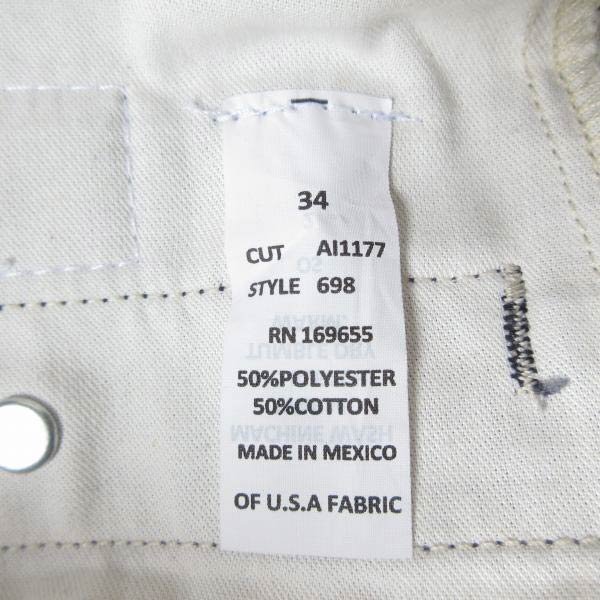 34
CUT AI1177
STYLE 698
RN 169655
50%POLYESTER
50%COTTON
MADE IN MEXICO
OF U.S.A FABRIC